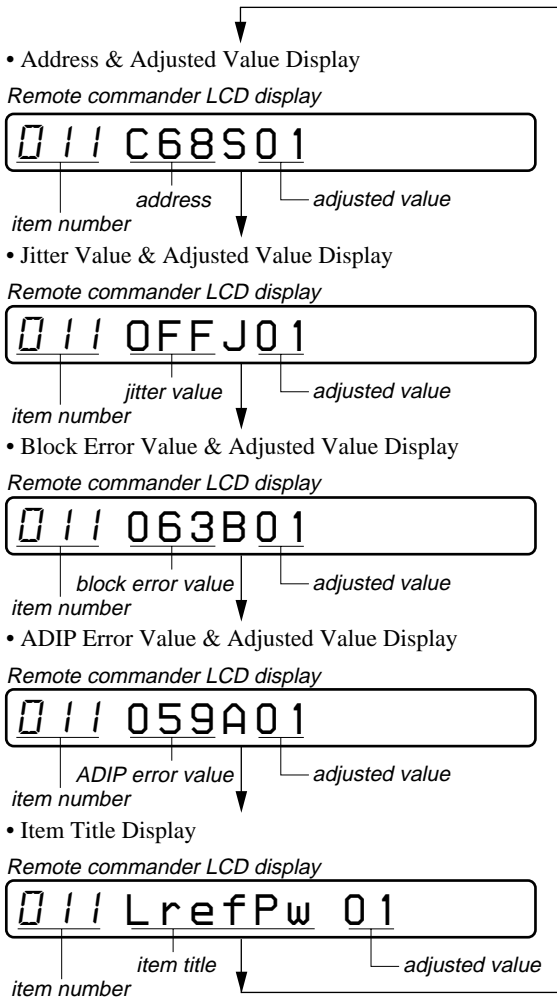 • Address & Adjusted Value Display
Remote commander LCD display
011 C68S01
address
adjusted value
item number
• Jitter Value & Adjusted Value Display
Remote commander LCD display
011 OFFJ01
jitter value
adjusted value
item number
• Block Error Value & Adjusted Value Display
Remote commander LCD display
011 063B01
block error value
adjusted value
item number
• ADIP Error Value & Adjusted Value Display
Remote commander LCD display
011 059A01
ADIP error value
adjusted value
item number
• Item Title Display
Remote commander LCD display
011 LrefPw 01
item title
adjusted value
item number